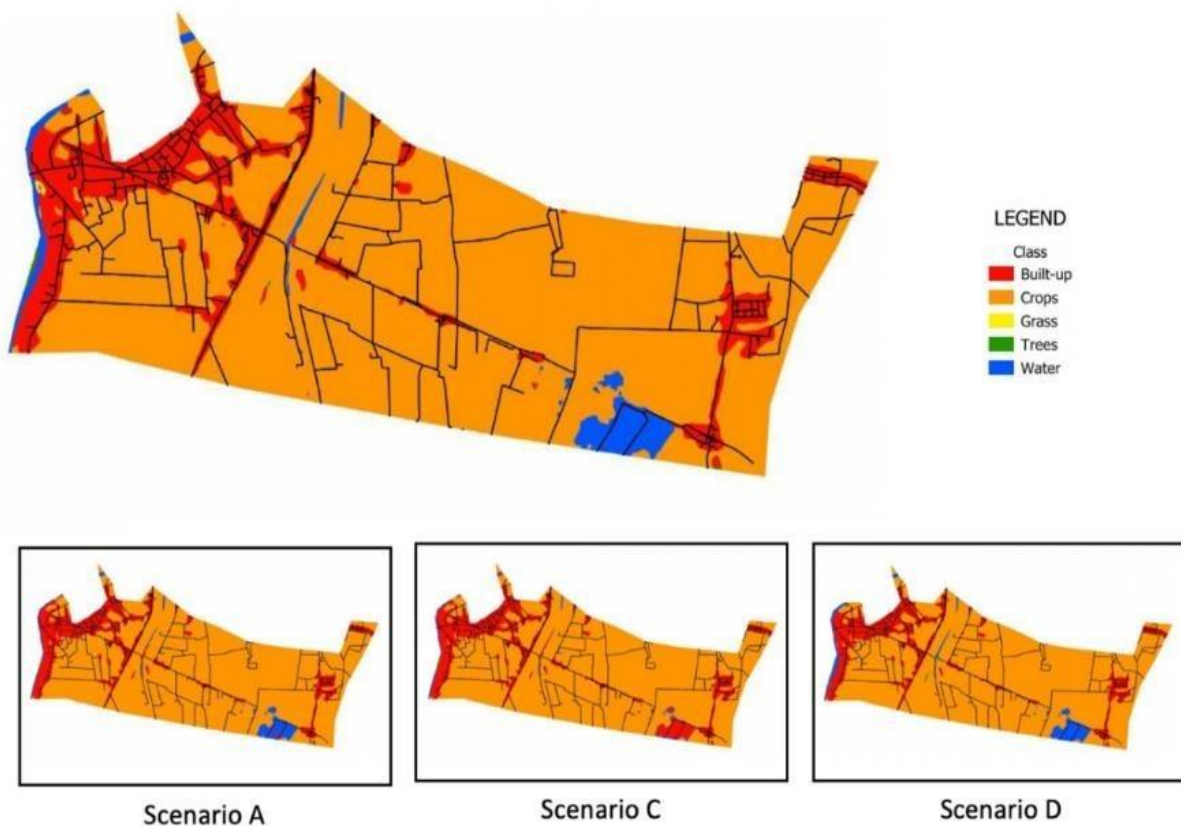 LEGEND
Class
Built-up
Crops
Grass
Trees
Water
Scenario A
Scenario C
Scenario D